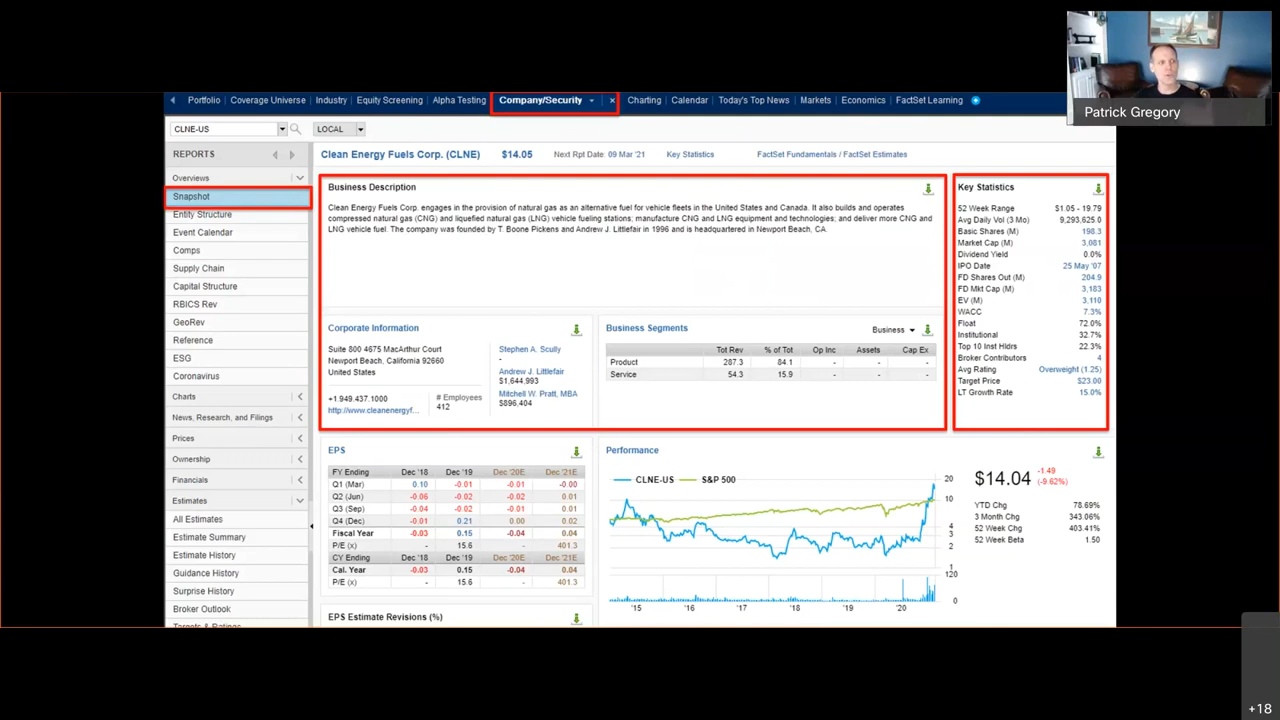 Patrick Gregory
Portfolio Coverage Universe Industry Equity Screening Alpha Testing Company/Security Charting Calendar Today's Top News Markets Economics FactSet Learning
CLNE-US LOCAL
REPORTS
Overviews
Snapshot
Entity Structure
Event Calendar
Comps
Supply Chain
Capital Structure
RBICS Rev
GeoRev
Reference
ESG
Coronavirus
Charts
News, Research, and Filings
Prices
Ownership
Financials
Estimates
All Estimates
Estimate Summary
Estimate History
Guidance History
Surprise History
Broker Outlook
Targets & Ratings
Clean Energy Fuels Corp. (CLNE) $14.05 Next Rpt Date: 09 Mar '21 Key Statistics FactSet Fundamentals / FactSet Estimates
Business Description
Clean Energy Fuels Corp. engages in the provision of natural gas as an alternative fuel for vehicle fleets in the United States and Canada. It also builds and operates
compressed natural gas (CNG) and liquefied natural gas (LNG) vehicle fueling stations; manufacture CNG and LNG equipment and technologies; and deliver more CNG and
LNG vehicle fuel. The company was founded by T. Boone Pickens and Andrew J. Littlefair in 1996 and is headquartered in Newport Beach, CA.
Corporate Information
Suite 800 4675 MacArthur Court
Newport Beach, California 92660
United States
+1.949.437.1000
http://www.cleanenergyf...
# Employees
412
Stephen A. Scully
-
Andrew J. Littlefair
$1,644,993
Mitchell W. Pratt, MBA
$896,404
Business Segments Business
Tot Rev % of Tot Op Inc Assets Cap Ex
Product 287.3 84.1 - - -
Service 54.3 15.9 - - -
Key Statistics
52 Week Range $1.05 - 19.79
Avg Daily Vol (3 Mo) 9,293,625.0
Basic Shares (M) 198.3
Market Cap (M) 3,081
Dividend Yield 0.0%
IPO Date 25 May '07
FD Shares Out (M) 204.9
FD Mkt Cap (M) 3,183
EV (M) 3,110
WACC 7.3%
Float 72.0%
Institutional 32.7%
Top 10 Inst Hldrs 22.3%
Broker Contributors 4
Avg Rating Overweight (1.25)
Target Price $23.00
LT Growth Rate 15.0%
EPS
FY Ending Dec '18 Dec '19 Dec '20E Dec '21E
Q1 (Mar) 0.10 -0.01 -0.01 -0.00
Q2 (Jun) -0.06 -0.02 -0.01 0.01
Q3 (Sep) -0.04 -0.02 -0.02 0.01
Q4 (Dec) -0.01 0.21 0.00 0.02
Fiscal Year -0.03 0.15 -0.04 0.04
P/E (x) - 15.6 - 401.3
CY Ending Dec '18 Dec '19 Dec '20E Dec '21E
Cal. Year -0.03 0.15 -0.04 0.04
P/E (x) - 15.6 - 401.3
EPS Estimate Revisions (%)
Performance
CLNE-US S&P 500
20
10
4
3
2
1
120
0
'15 '16 '17 '18 '19 '20
$14.04 -1.49
(-9.62%)
YTD Chg 78.69%
3 Month Chg 343.06%
52 Week Chg 403.41%
52 Week Beta 1.50
+18